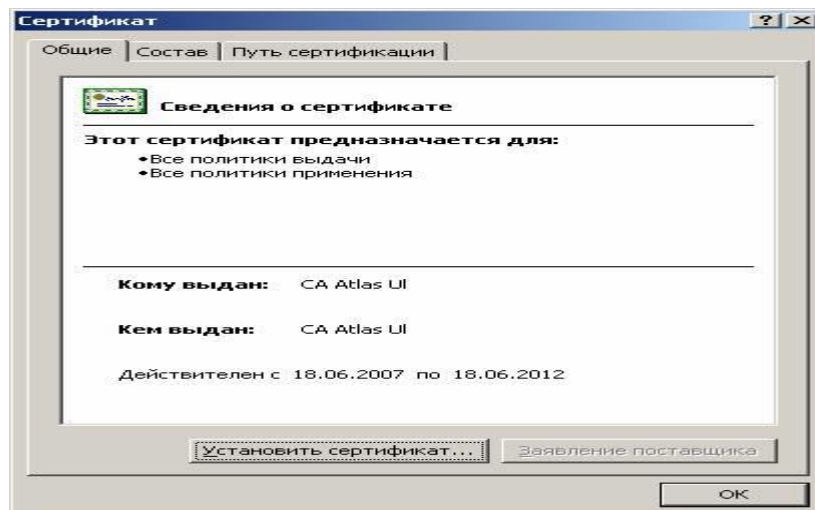 Сертификат
Общие Состав Путь сертификации
Сведения о сертификате
Этот сертификат предназначается для:
•Все политики выдачи
•Все политики применения
Кому выдан: CA Atlas Ul
Кем выдан: CA Atlas Ul
Действителен с 18.06.2007 по 18.06.2012
Установить сертификат... Заявление поставщика
ОК